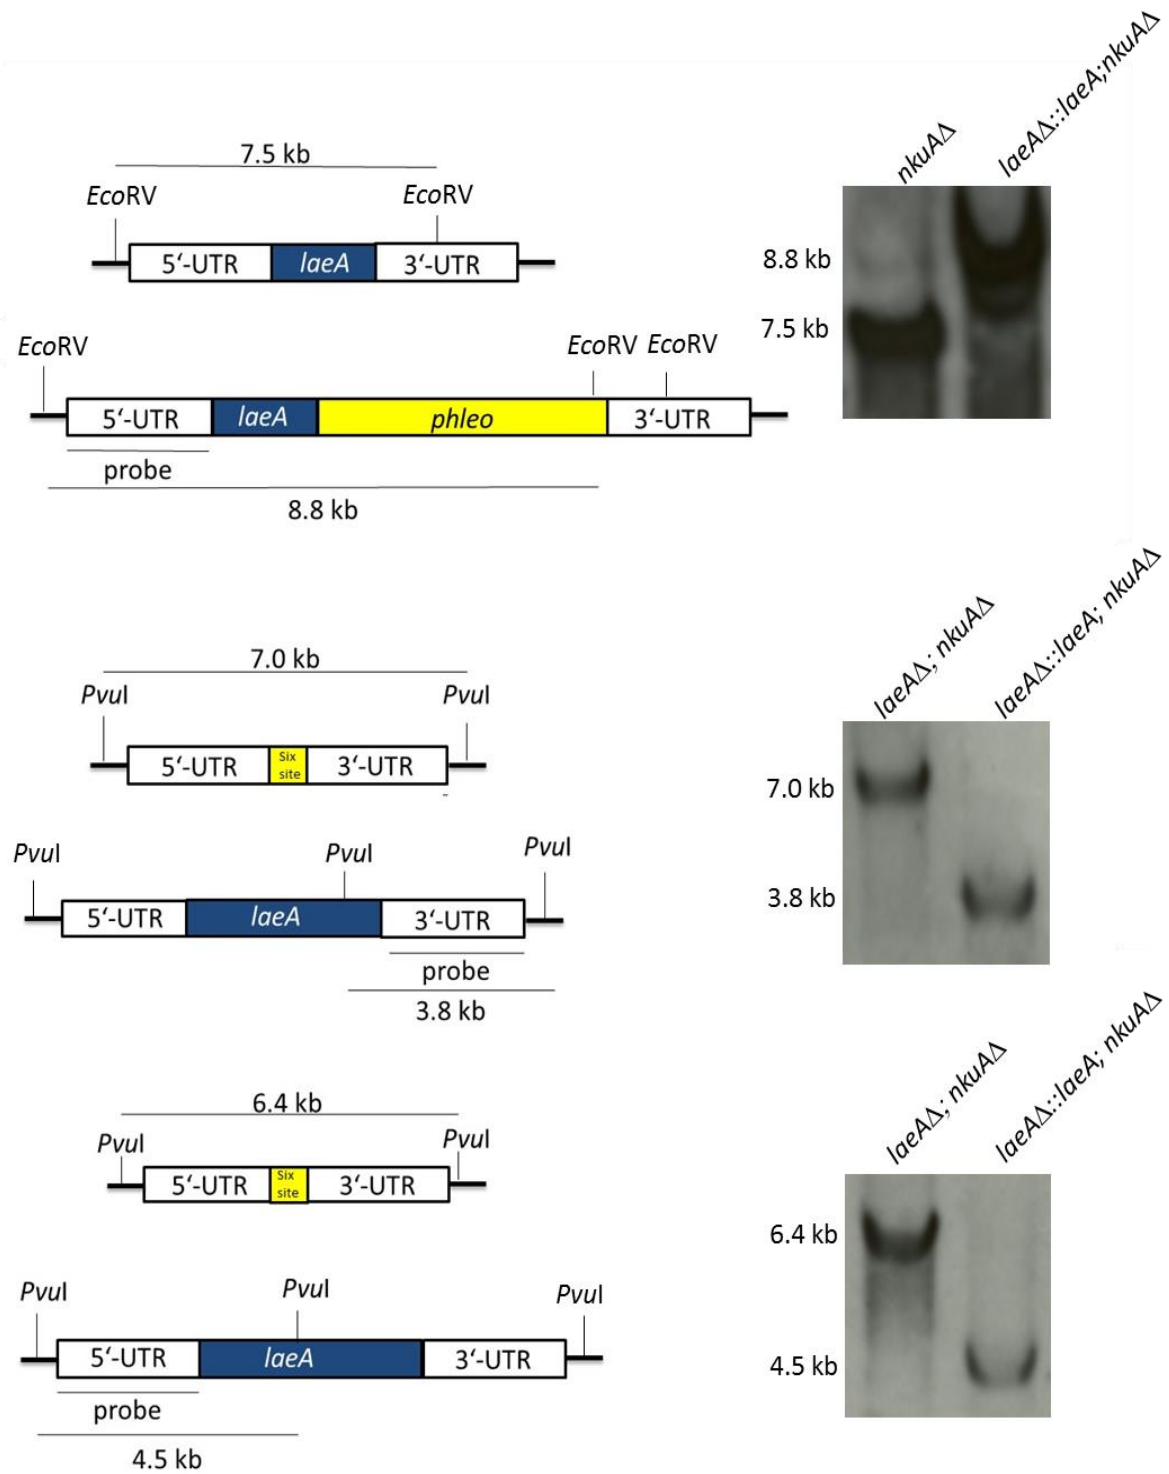 nkuAΔ
laeAΔ::laeA;nkuAΔ
7.5 kb
EcoRV
EcoRV
5‘-UTR
laeA
3‘-UTR
8.8 kb
7.5 kb
EcoRV
EcoRV
EcoRV
5‘-UTR
laeA
phleo
3‘-UTR
probe
8.8 kb
laeAΔ; nkuAΔ
laeAΔ::laeA; nkuAΔ
7.0 kb
PvuI
PvuI
5‘-UTR
Six
site
3‘-UTR
7.0 kb
PvuI
PvuI
PvuI
5‘-UTR
laeA
3‘-UTR
3.8 kb
probe
3.8 kb
laeAΔ; nkuAΔ
laeAΔ::laeA; nkuAΔ
6.4 kb
PvuI
PvuI
5‘-UTR
Six
site
3‘-UTR
6.4 kb
PvuI
PvuI
PvuI
5‘-UTR
laeA
3‘-UTR
4.5 kb
probe
4.5 kb